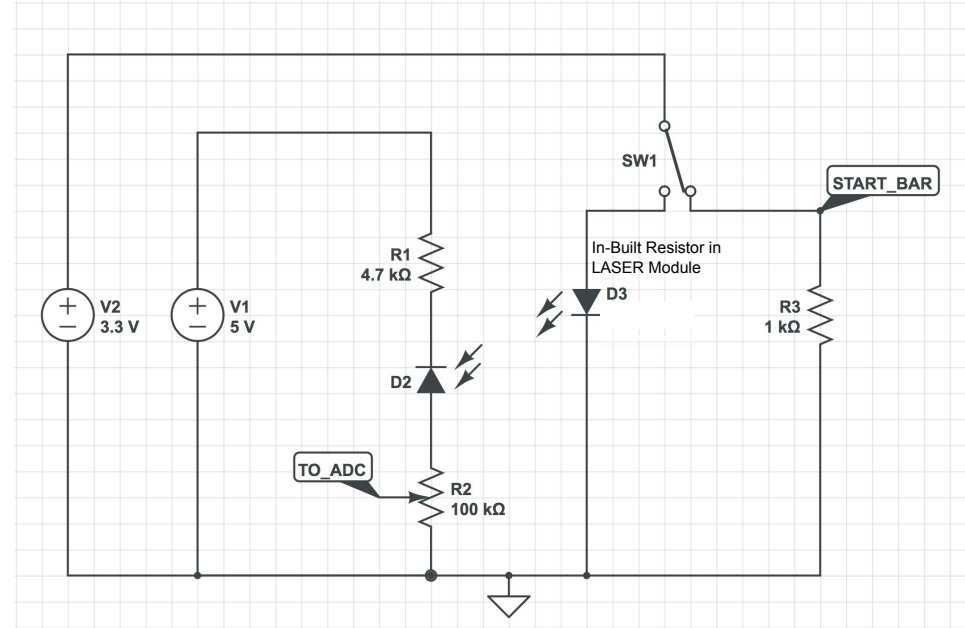 SW1
START_BAR
In-Built Resistor in
LASER Module
R1
4.7 kΩ
D3
V2
3.3 V
V1
5 V
R3
1 kΩ
D2
TO_ADC
R2
100 kΩ